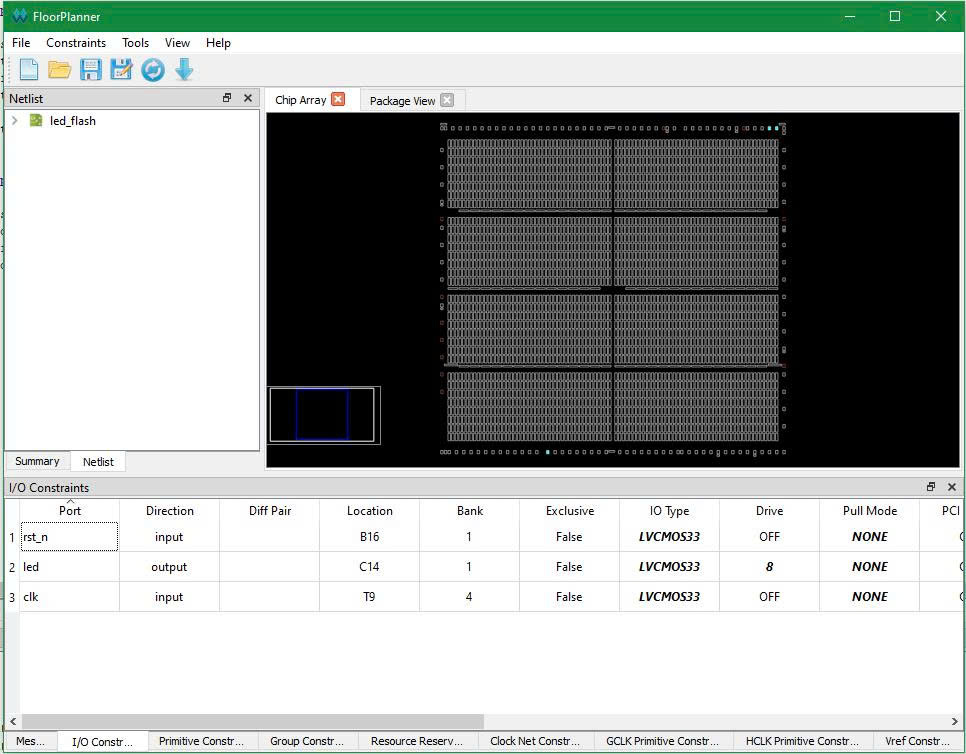 FloorPlanner
File Constraints Tools View Help
Netlist
Chip Array Package View
led_flash
Summary Netlist
I/O Constraints
Port Direction Diff Pair Location Bank Exclusive IO Type Drive Pull Mode PCI
1 rst_n input B16 1 False LVCMOS33 OFF NONE
2 led output C14 1 False LVCMOS33 8 NONE
3 clk input T9 4 False LVCMOS33 OFF NONE
Mes... I/O Constr... Primitive Constr... Group Constr... Resource Reserv... Clock Net Constr... GCLK Primitive Constr... HCLK Primitive Constr... Vref Constr...